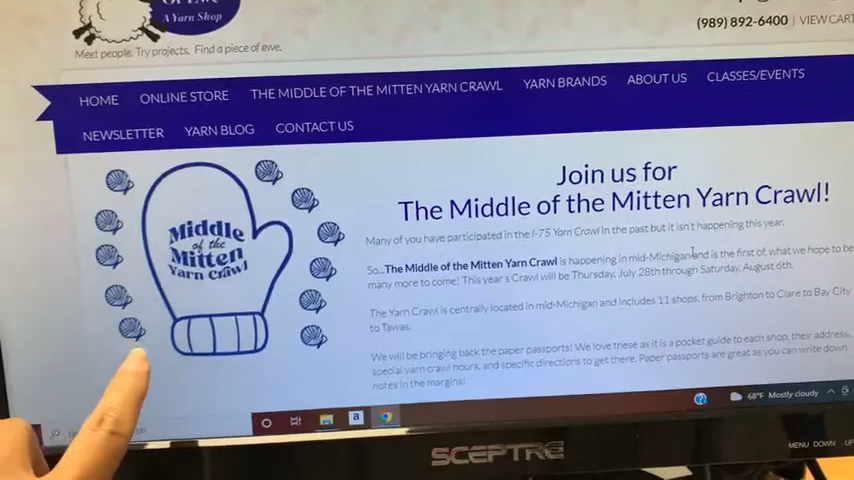 Of Ewe
A Yarn Shop
Meet people. Try projects. Find a piece of ewe.
(989) 892-6400 | VIEW CART
HOME ONLINE STORE THE MIDDLE OF THE MITTEN YARN CRAWL YARN BRANDS ABOUT US CLASSES/EVENTS
NEWSLETTER YARN BLOG CONTACT US
Middle
of the
Mitten
Yarn Crawl
Join us for
The Middle of the Mitten Yarn Crawl!
Many of you have participated in the I-75 Yarn Crawl in the past but it isn't happening this year.
So...The Middle of the Mitten Yarn Crawl is happening in mid-Michigan and is the first of, what we hope to be
many more to come! This year's Crawl will be Thursday, July 28th through Saturday, August 6th.
The Yarn Crawl is centrally located in mid-Michigan and includes 11 shops, from Brighton to Clare to Bay City
to Tawas.
We will be bringing back the paper passports! We love these as it is a pocket guide to each shop, their address,
special yarn crawl hours, and specific directions to get there. Paper passports are great as you can write down
notes in the margins!
a
68°F Mostly cloudy
SCEPTRE
MENU DOWN UP